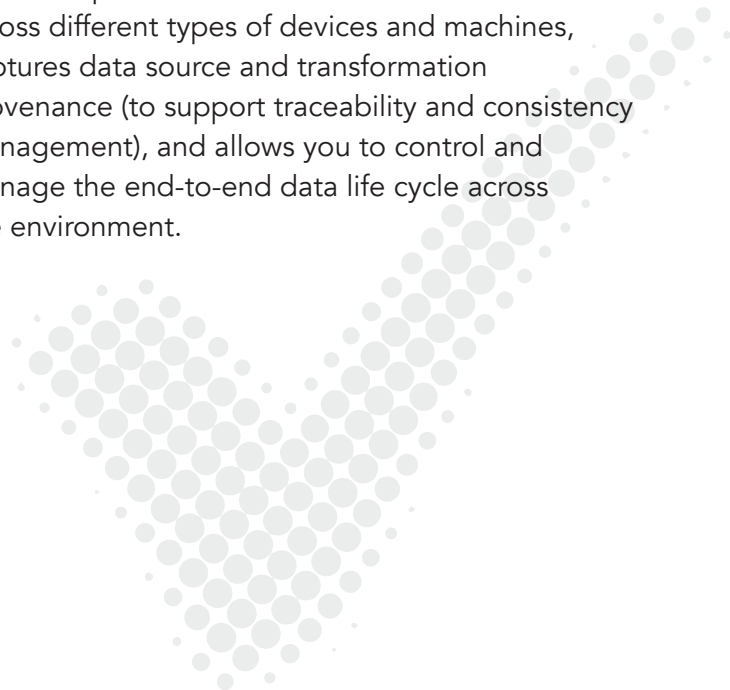 oss different types of devices and machines,
ptures data source and transformation
ovenance (to support traceability and consistency
nagement), and allows you to control and
nage the end-to-end data life cycle across
environment.